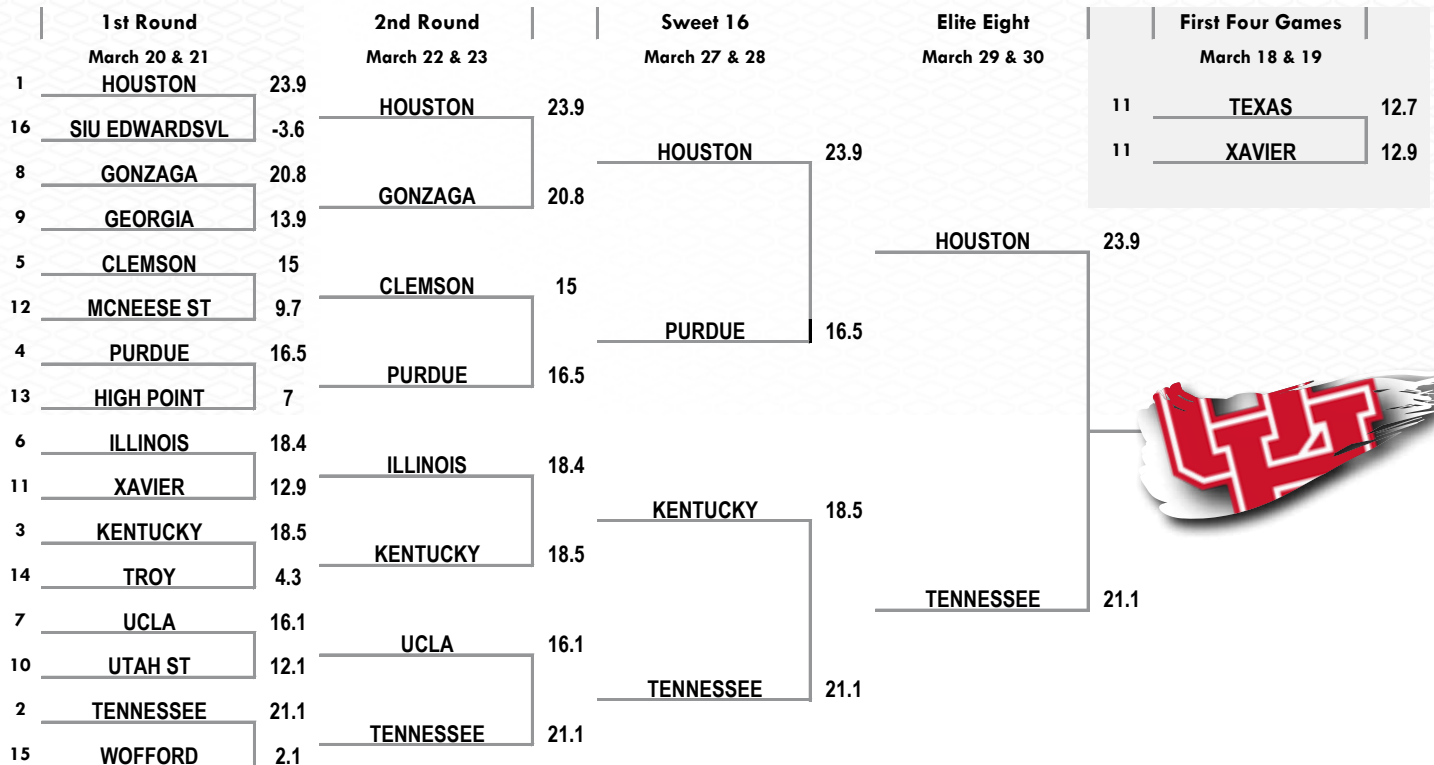 1st Round 2nd Round Sweet 16 Elite Eight First Four Games
March 20 & 21 March 22 & 23 March 27 & 28 March 29 & 30 March 18 & 19
1 HOUSTON 23.9
16 SIU EDWARDSVL -3.6
8 GONZAGA 20.8
9 GEORGIA 13.9
5 CLEMSON 15
12 MCNEESE ST 9.7
4 PURDUE 16.5
13 HIGH POINT 7
6 ILLINOIS 18.4
11 XAVIER 12.9
3 KENTUCKY 18.5
14 TROY 4.3
7 UCLA 16.1
10 UTAH ST 12.1
2 TENNESSEE 21.1
15 WOFFORD 2.1
HOUSTON 23.9
GONZAGA 20.8
CLEMSON 15
PURDUE 16.5
ILLINOIS 18.4
KENTUCKY 18.5
UCLA 16.1
TENNESSEE 21.1
HOUSTON 23.9
PURDUE 16.5
KENTUCKY 18.5
TENNESSEE 21.1
HOUSTON 23.9
TENNESSEE 21.1
11 TEXAS 12.7
11 XAVIER 12.9
UH